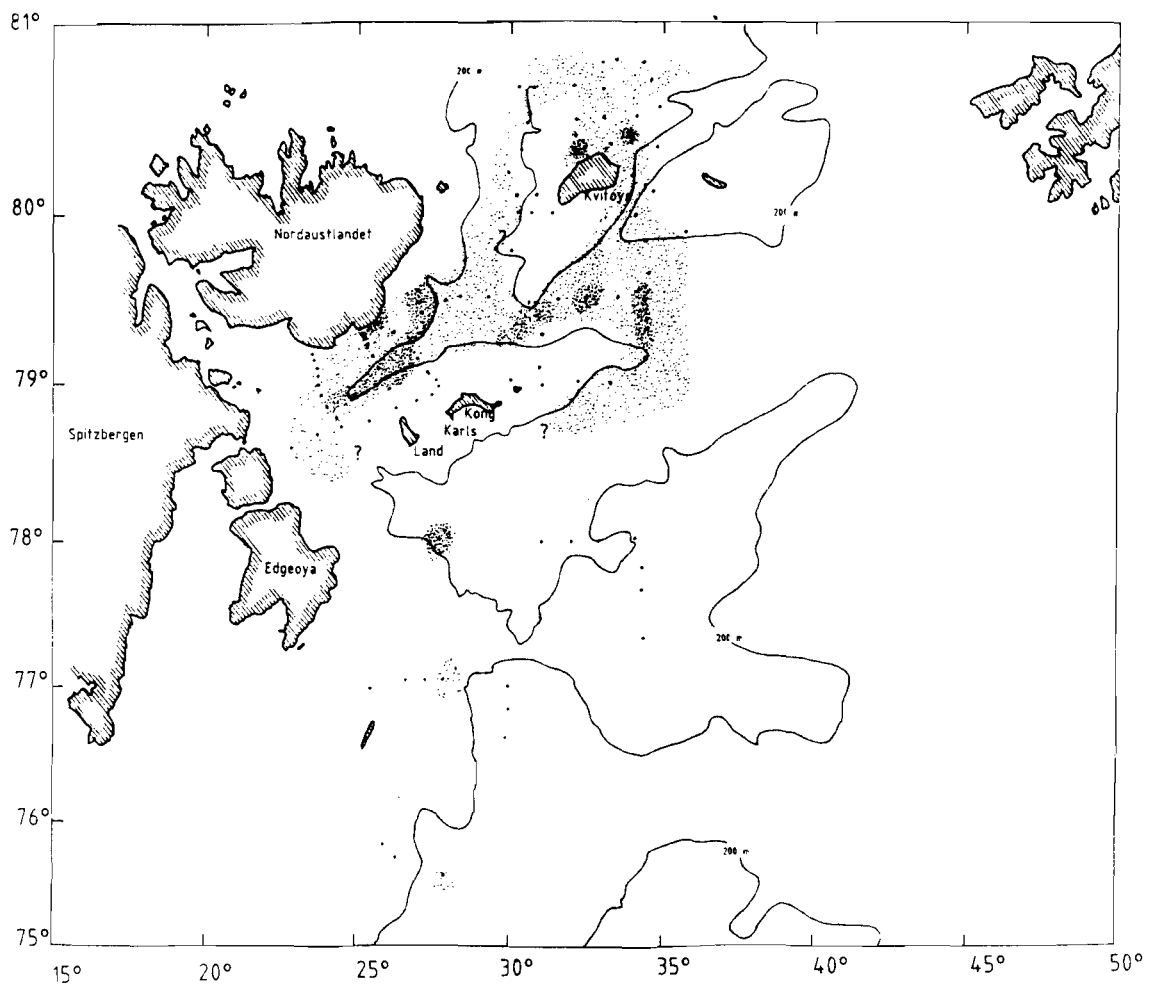 81°
200 m
Kvitoya
80°
200 m
Nordaustlandet
?
79°
Kong
Karls
Land
Spitzbergen
?
?
78°
Edgeoya
200 m
77°
76°
200 m
75°
15° 20° 25° 30° 35° 40° 45° 50°